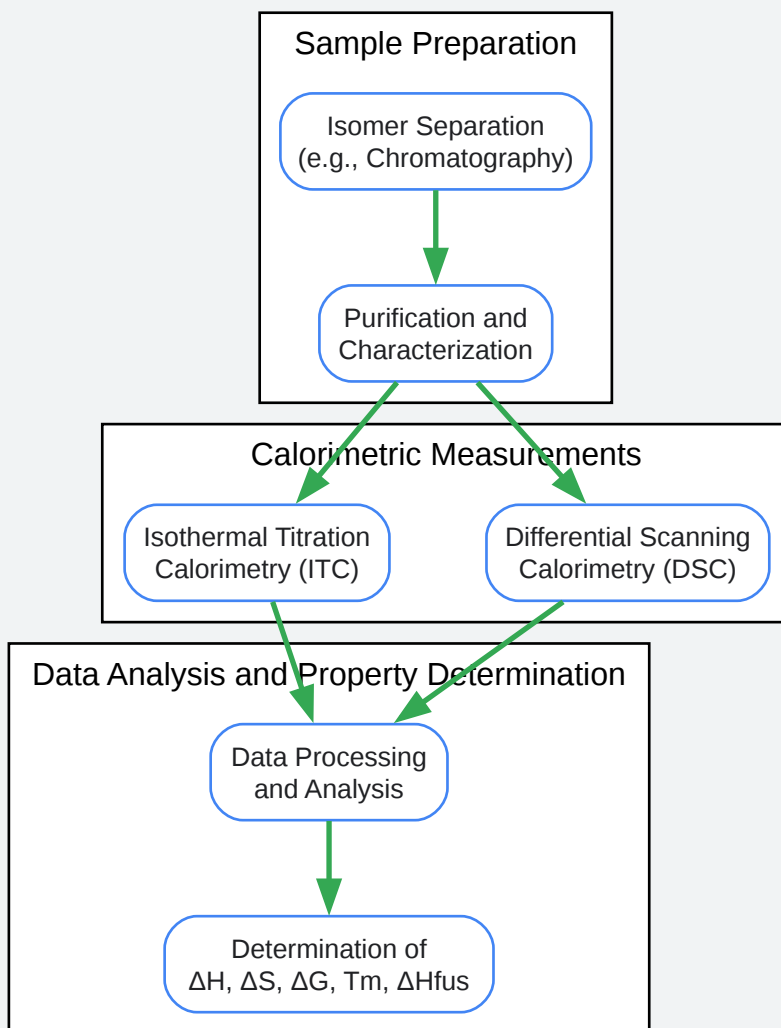 Sample Preparation
Isomer Separation
(e.g., Chromatography)
Purification and
Characterization
Calorimetric Measurements
Isothermal Titration
Calorimetry (ITC)
Differential Scanning
Calorimetry (DSC)
Data Analysis and Property Determination
Data Processing
and Analysis
Determination of
ΔH, ΔS, ΔG, Tm, ΔHfus